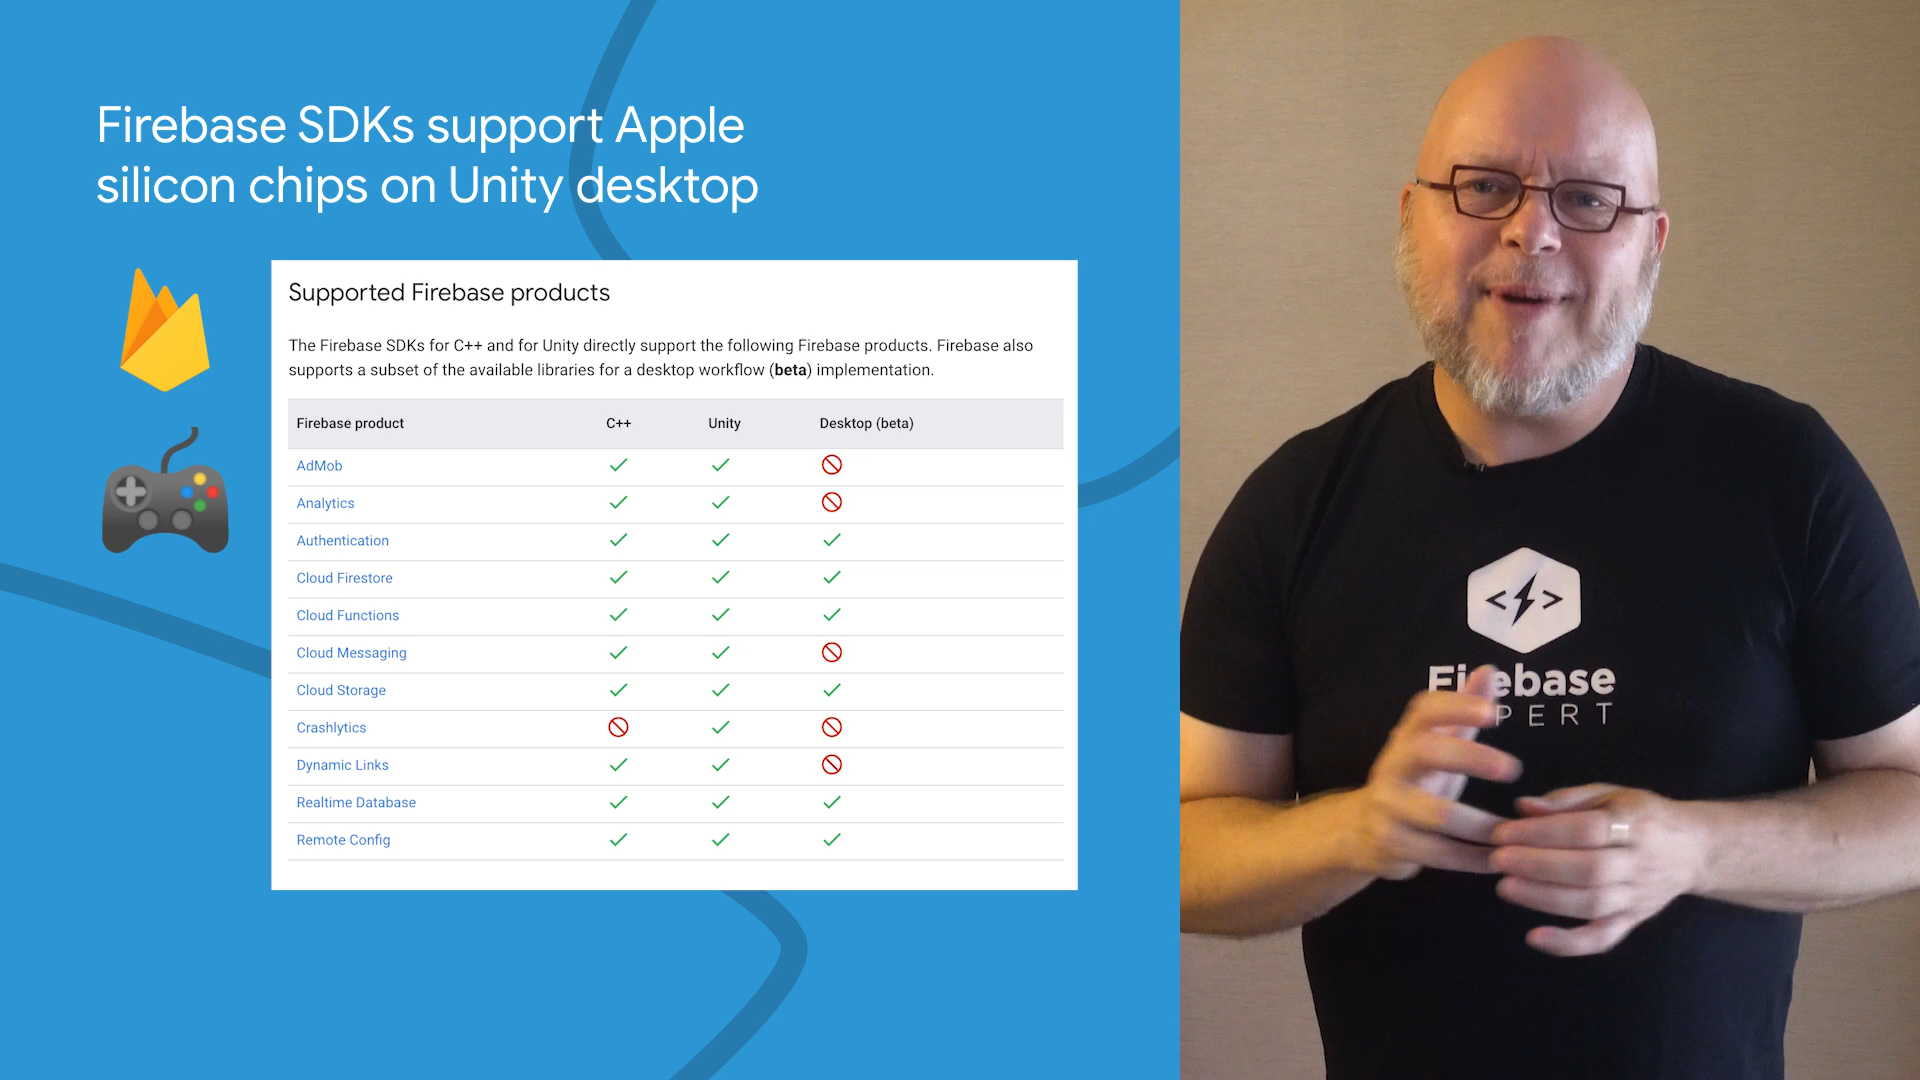 Firebase SDKs support Apple
silicon chips on Unity desktop
Supported Firebase products
The Firebase SDKs for C++ and for Unity directly support the following Firebase products. Firebase also
supports a subset of the available libraries for a desktop workflow (beta) implementation.
Firebase product C++ Unity Desktop (beta)
AdMob
Analytics
Authentication
Cloud Firestore
Cloud Functions
Cloud Messaging
Cloud Storage
Crashlytics
Dynamic Links
Realtime Database
Remote Config
</>
Firebase
PERT